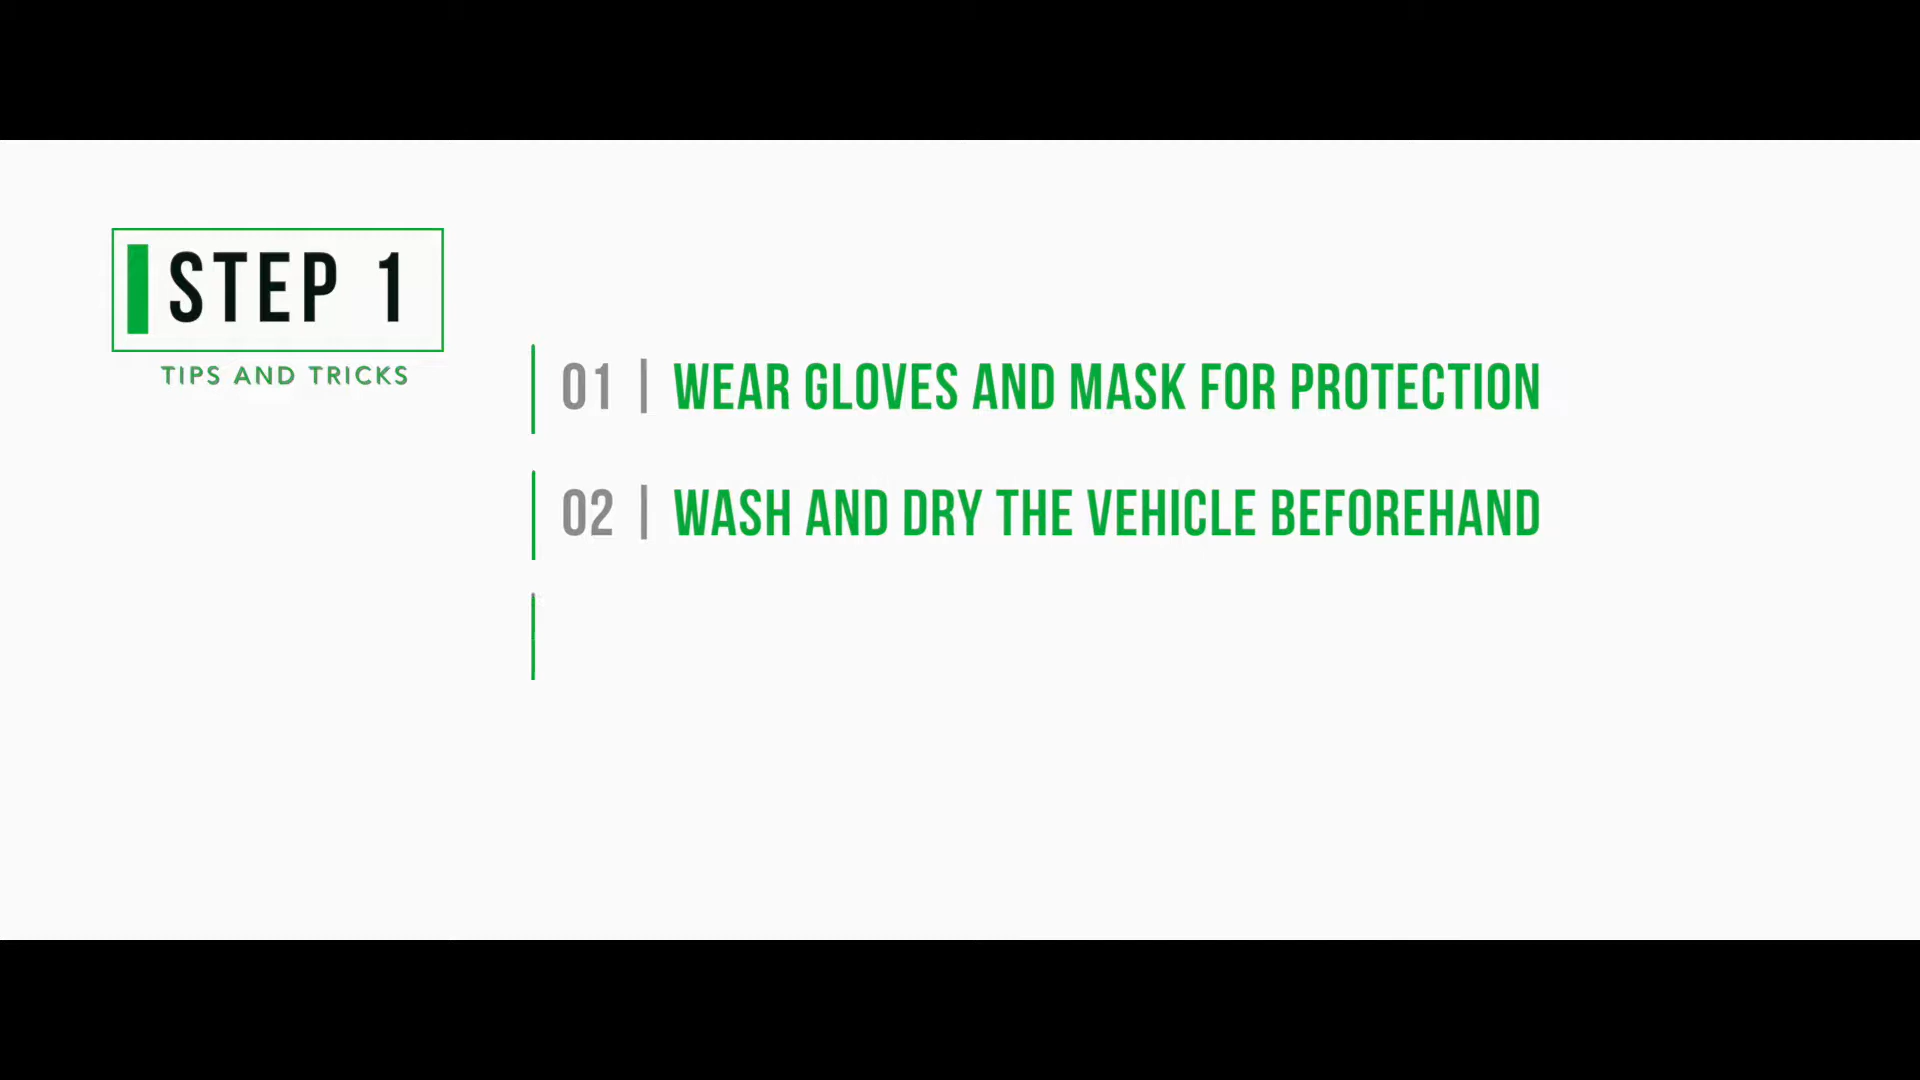 STEP 1
TIPS AND TRICKS
01 | WEAR GLOVES AND MASK FOR PROTECTION
02 | WASH AND DRY THE VEHICLE BEFOREHAND